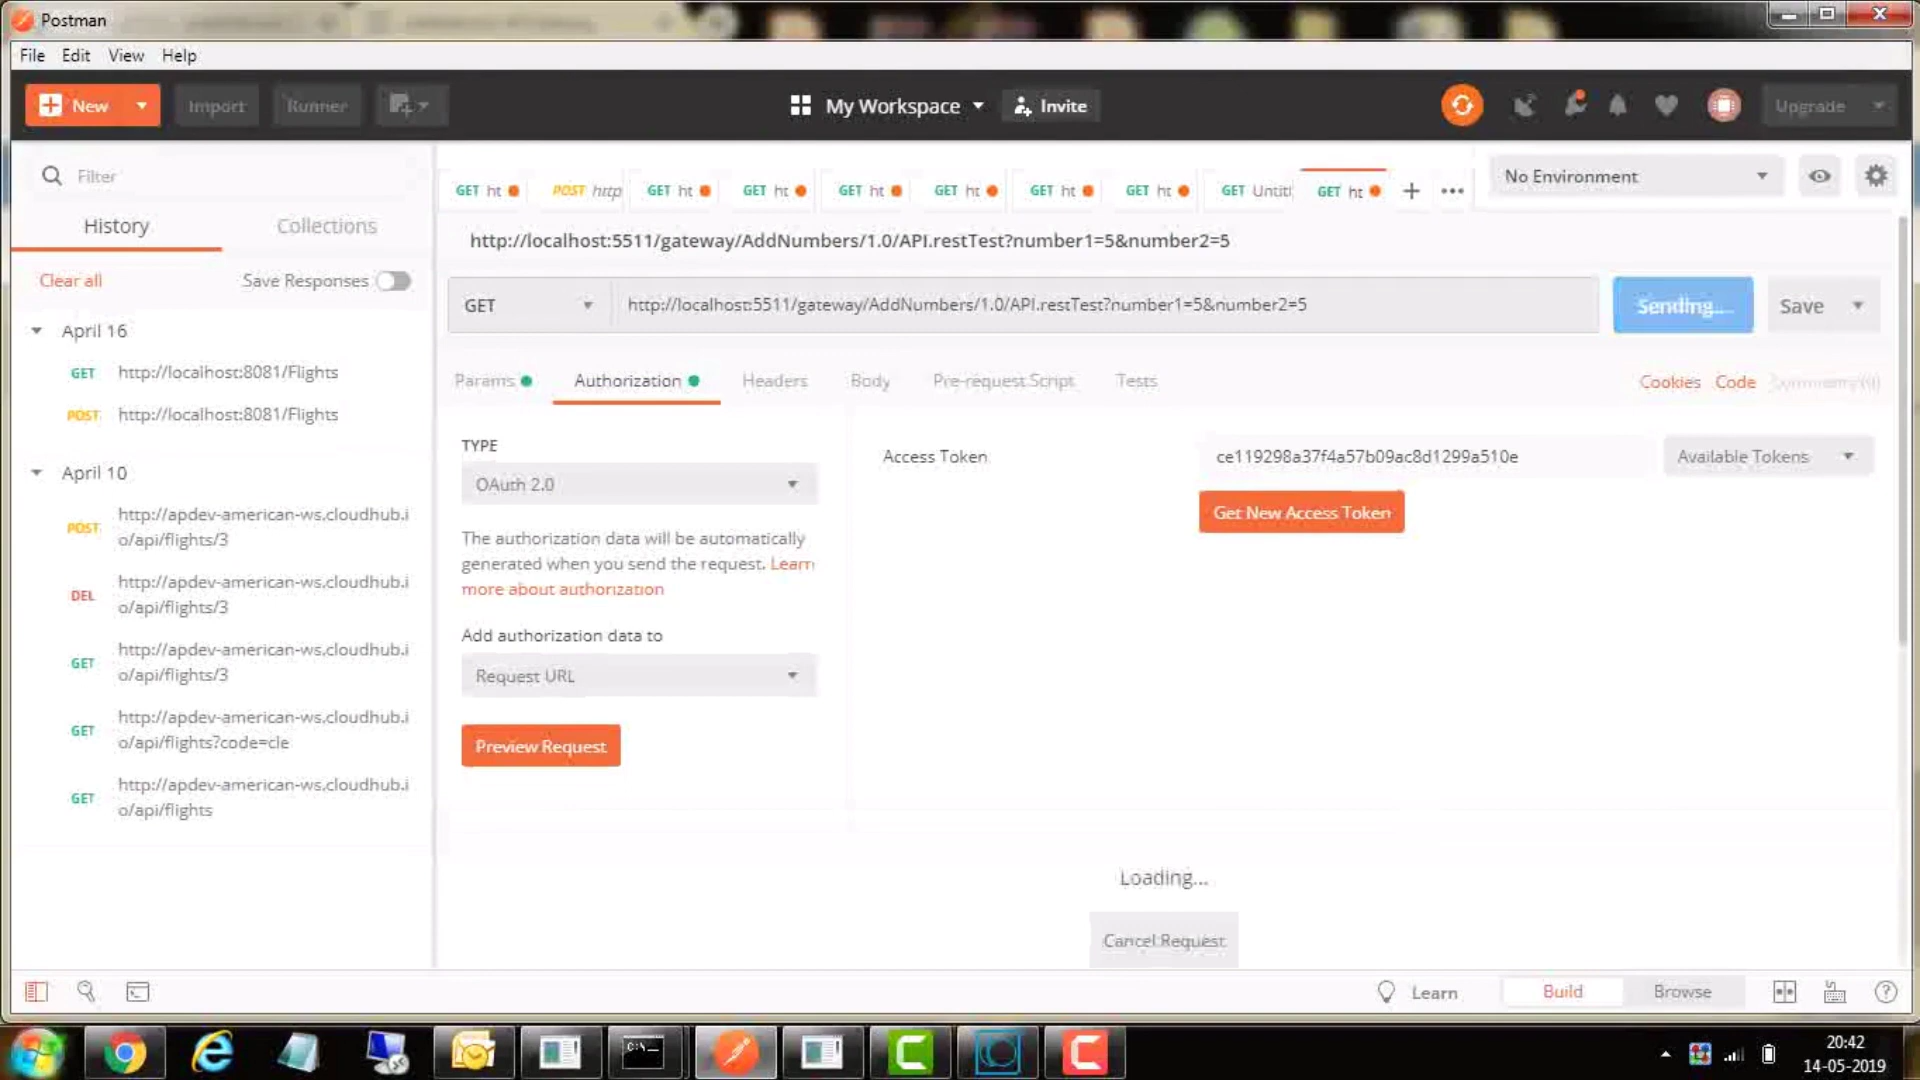 Postman
File Edit View Help
New Import Runner My Workspace Invite Upgrade
Filter
History Collections
Clear all Save Responses
April 16
GET http://localhost:8081/Flights
POST http://localhost:8081/Flights
April 10
POST http://apdev-american-ws.cloudhub.i
o/api/flights/3
DEL http://apdev-american-ws.cloudhub.i
o/api/flights/3
GET http://apdev-american-ws.cloudhub.i
o/api/flights/3
GET http://apdev-american-ws.cloudhub.i
o/api/flights?code=cle
GET http://apdev-american-ws.cloudhub.i
o/api/flights
GET ht POST http GET ht GET ht GET ht GET ht GET ht GET ht GET Untitl GET ht
No Environment
http://localhost:5511/gateway/AddNumbers/1.0/API.restTest?number1=5&number2=5
GET http://localhost:5511/gateway/AddNumbers/1.0/API.restTest?number1=5&number2=5 Sending... Save
Params Authorization Headers Body Pre-request Script Tests Cookies Code
TYPE
OAuth 2.0
The authorization data will be automatically
generated when you send the request. Learn
more about authorization
Add authorization data to
Request URL
Preview Request
Access Token ce119298a37f4a57b09ac8d1299a510e Available Tokens
Get New Access Token
Loading...
Cancel Request
Learn Build Browse
C:\
20:42
14-05-2019